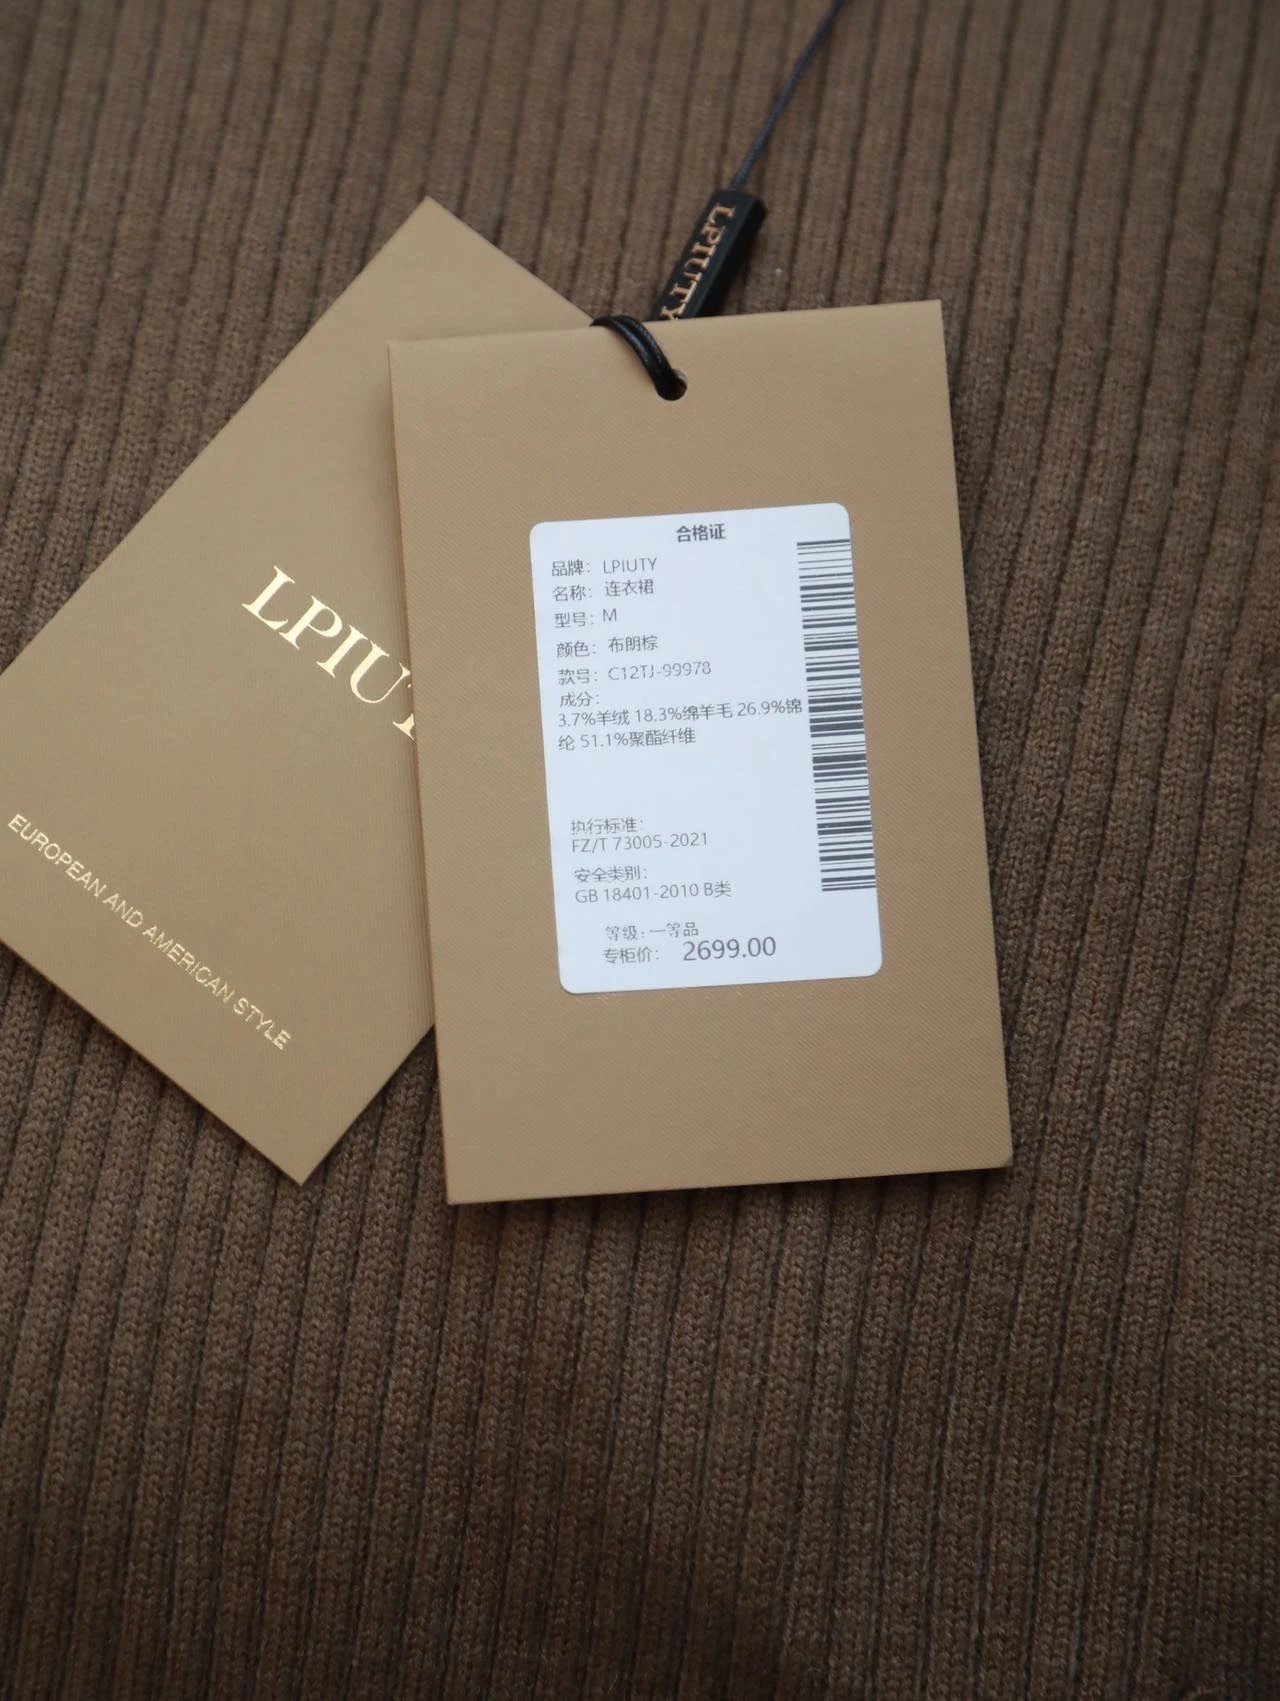 LPIUTY
LPIUT
EUROPEAN AND AMERICAN STYLE
合格证
品牌: LPIUTY
名称: 连衣裙
型号: M
颜色: 布朗棕
款号: C12TJ-99978
成分:
3.7%羊绒 18.3%绵羊毛 26.9%锦
纶 51.1%聚酯纤维
执行标准:
FZ/T 73005-2021
安全类别:
GB 18401-2010 B类
等级: 一等品
专柜价: 2699.00